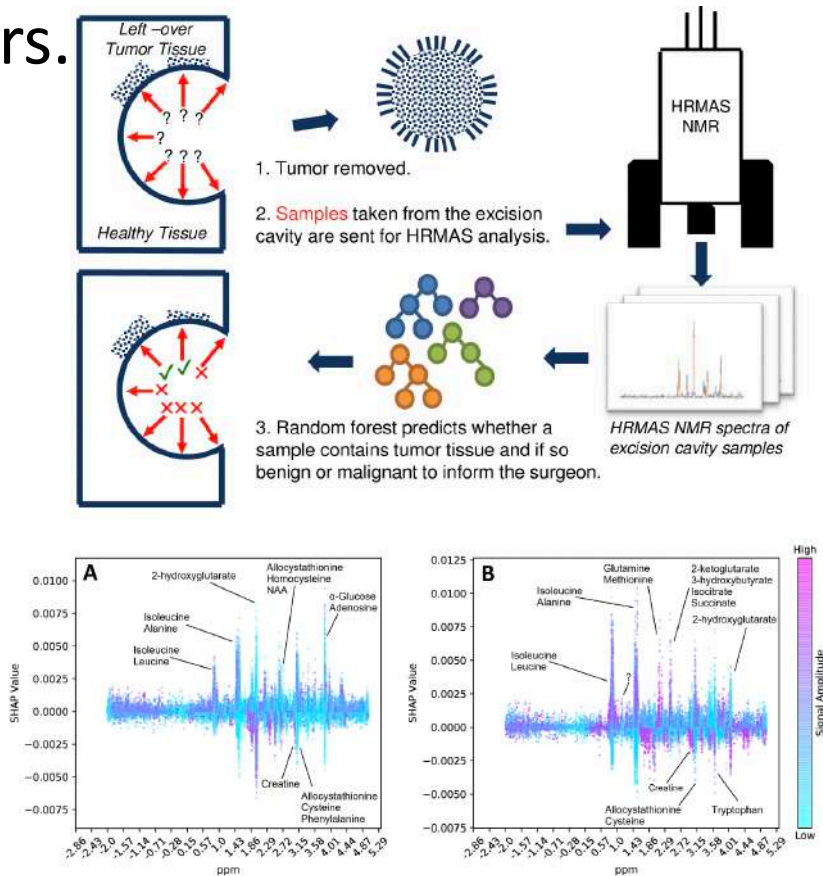 rs.
Left –over
Tumor Tissue
? ? ?
?
? ? ?
Healthy Tissue
1. Tumor removed.
2. Samples taken from the excision
cavity are sent for HRMAS analysis.
HRMAS
NMR
HRMAS NMR spectra of
excision cavity samples
3. Random forest predicts whether a
sample contains tumor tissue and if so
benign or malignant to inform the surgeon.
A
2-hydroxyglutarate
Allocystathionine
Homocysteine
NAA
α-Glucose
Adenosine
Isoleucine
Alanine
Isoleucine
Leucine
Creatine
Allocystathionine
Cysteine
Phenylalanine
SHAP Value
0.0100
0.0075
0.0050
0.0025
0.0000
−0.0025
−0.0050
−0.0075
-2.86 -2.43 -2.0 -1.57 -1.14 -0.71 -0.28 0.15 0.57 1.0 1.43 1.86 2.29 2.72 3.15 3.58 4.01 4.44 4.87 5.29
ppm
B
Glutamine
Methionine
2-ketoglutarate
3-hydroxybutyrate
Isocitrate
Succinate
2-hydroxyglutarate
Isoleucine
Alanine
Isoleucine
Leucine
?
Creatine
Allocystathionine
Cysteine
Tryptophan
SHAP Value
0.0125
0.0100
0.0075
0.0050
0.0025
0.0000
−0.0025
−0.0050
−0.0075
-2.86 -2.43 -2.0 -1.57 -1.14 -0.71 -0.28 0.15 0.57 1.0 1.43 1.86 2.29 2.72 3.15 3.58 4.01 4.44 4.87 5.29
ppm
High
Signal Amplitude
Low